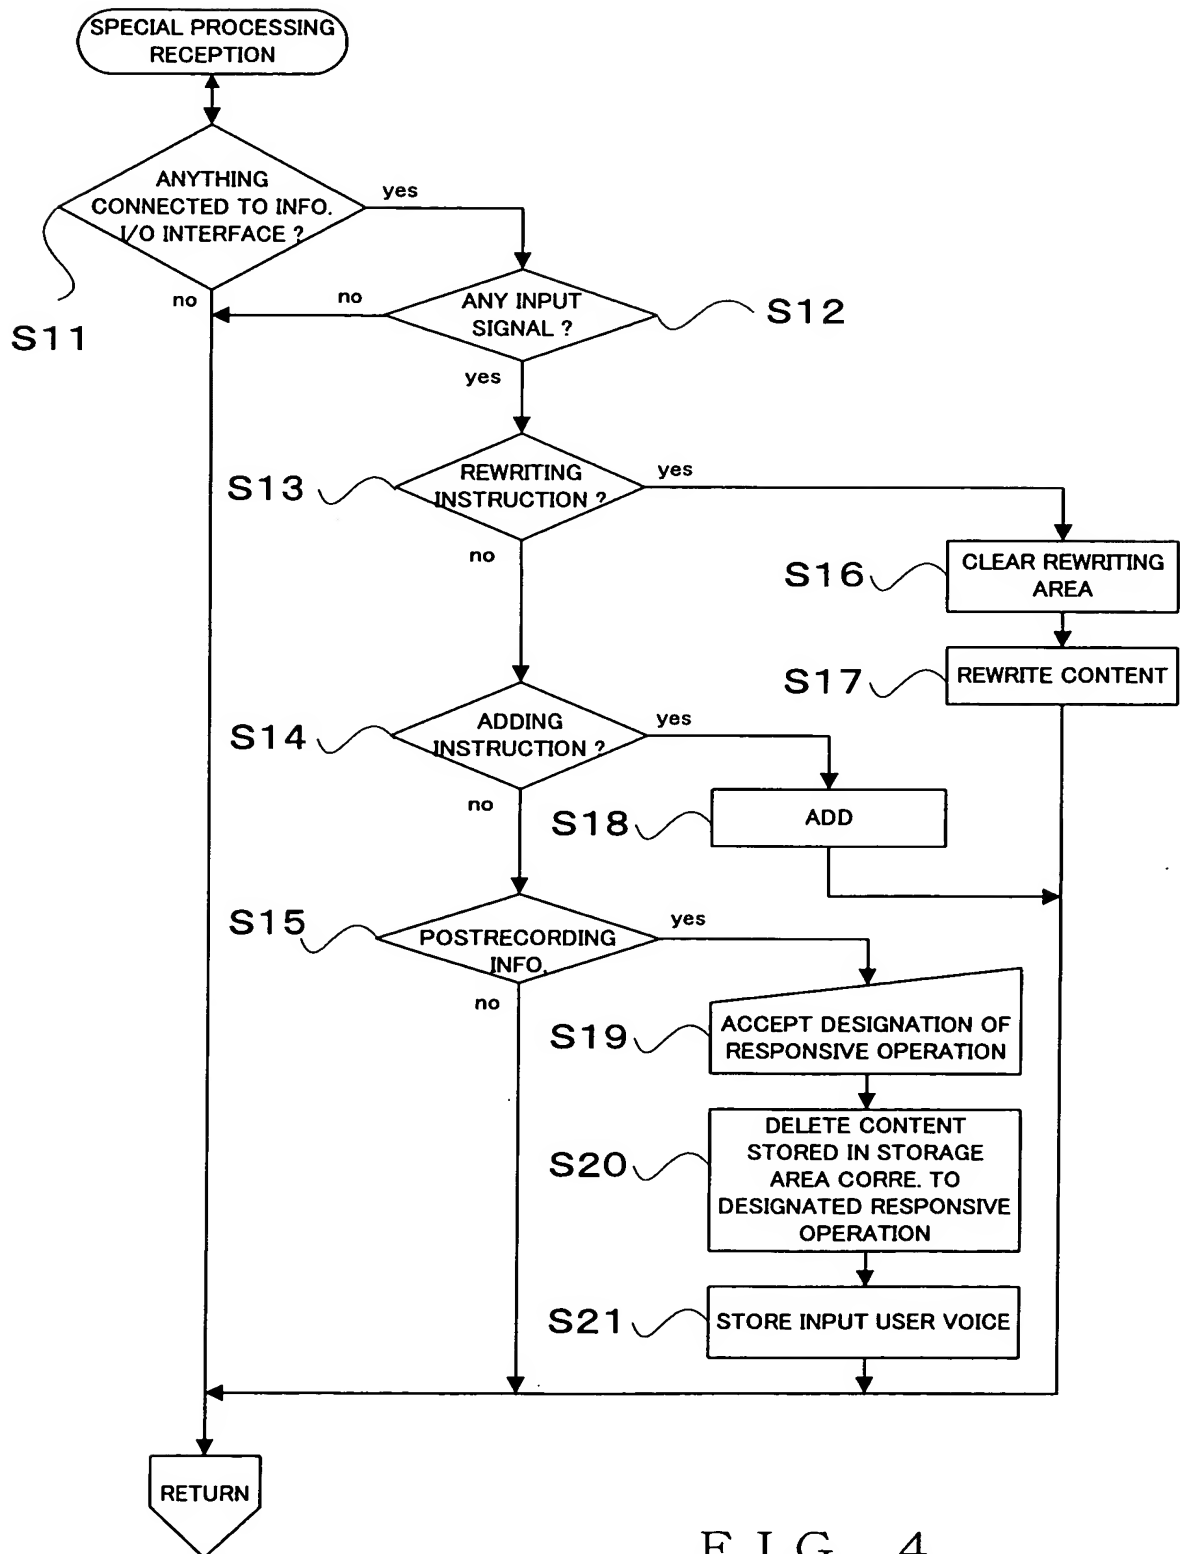 SPECIAL PROCESSING
RECEPTION
ANYTHING
CONNECTED TO INFO.
I/O INTERFACE ?
yes
no
S11
no
ANY INPUT
SIGNAL ?
S12
yes
S13
REWRITING
INSTRUCTION ?
yes
no
S16
CLEAR REWRITING
AREA
S17
REWRITE CONTENT
S14
ADDING
INSTRUCTION ?
yes
no
S18
ADD
S15
POSTRECORDING
INFO.
yes
no
S19
ACCEPT DESIGNATION OF
RESPONSIVE OPERATION
S20
DELETE CONTENT
STORED IN STORAGE
AREA CORRE. TO
DESIGNATED RESPONSIVE
OPERATION
S21
STORE INPUT USER VOICE
RETURN
FIG. 4